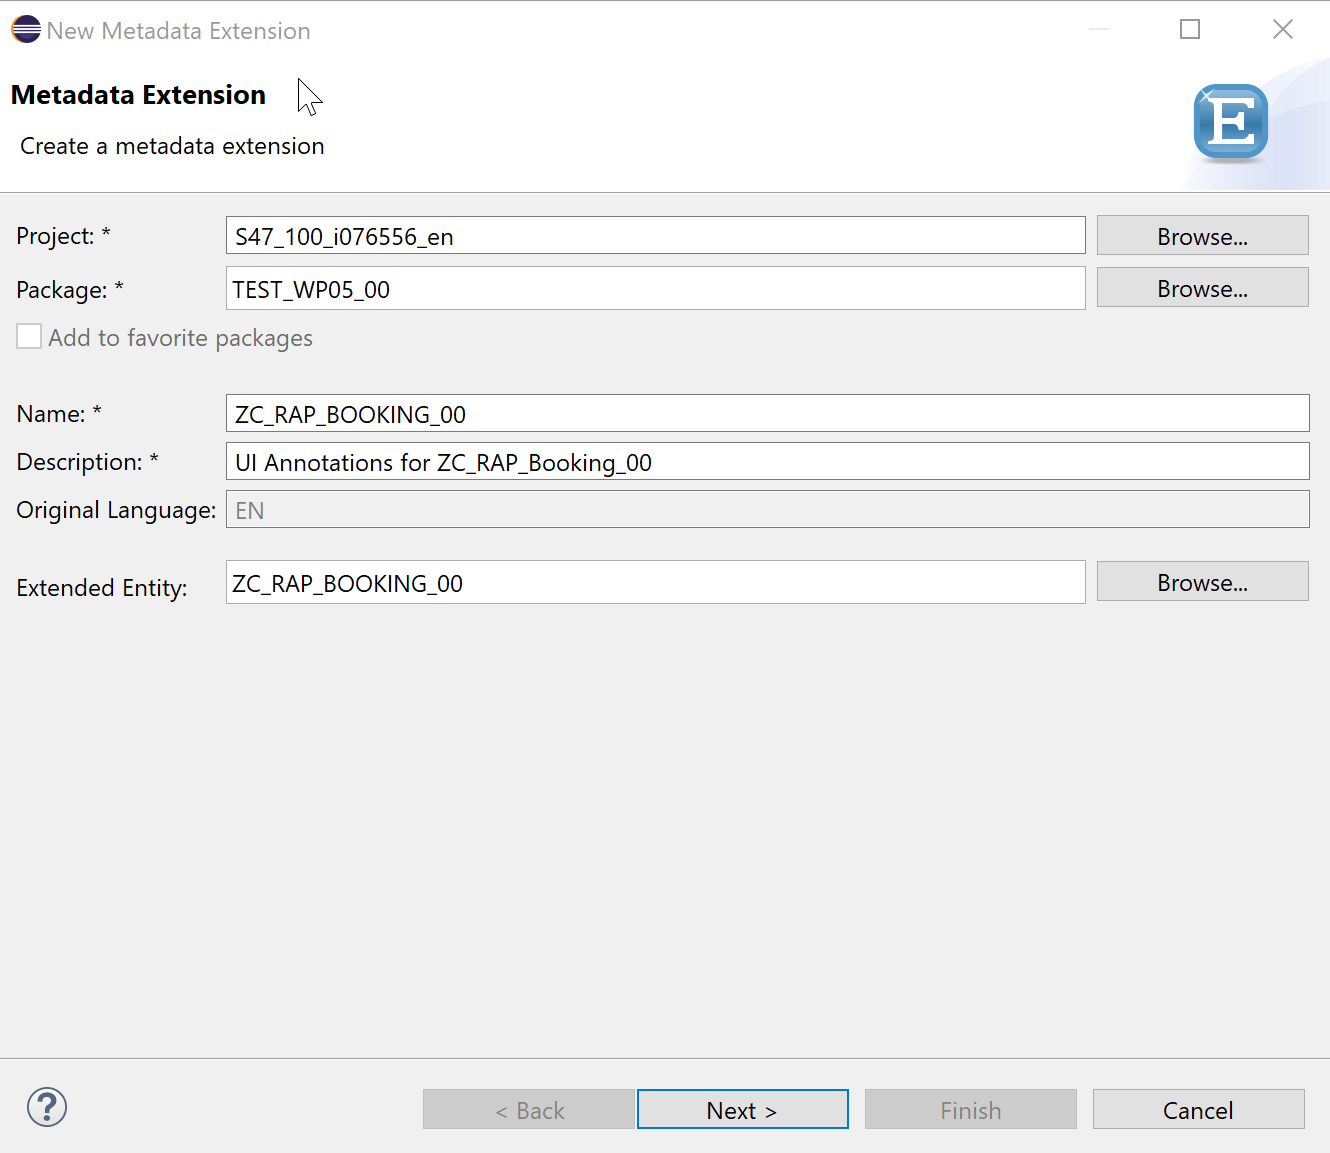 New Metadata Extension
Metadata Extension
Create a metadata extension
E
Project: * S47_100_i076556_en Browse...
Package: * TEST_WP05_00 Browse...
Add to favorite packages
Name: * ZC_RAP_BOOKING_00
Description: * UI Annotations for ZC_RAP_Booking_00
Original Language: EN
Extended Entity: ZC_RAP_BOOKING_00 Browse...
? < Back Next > Finish Cancel